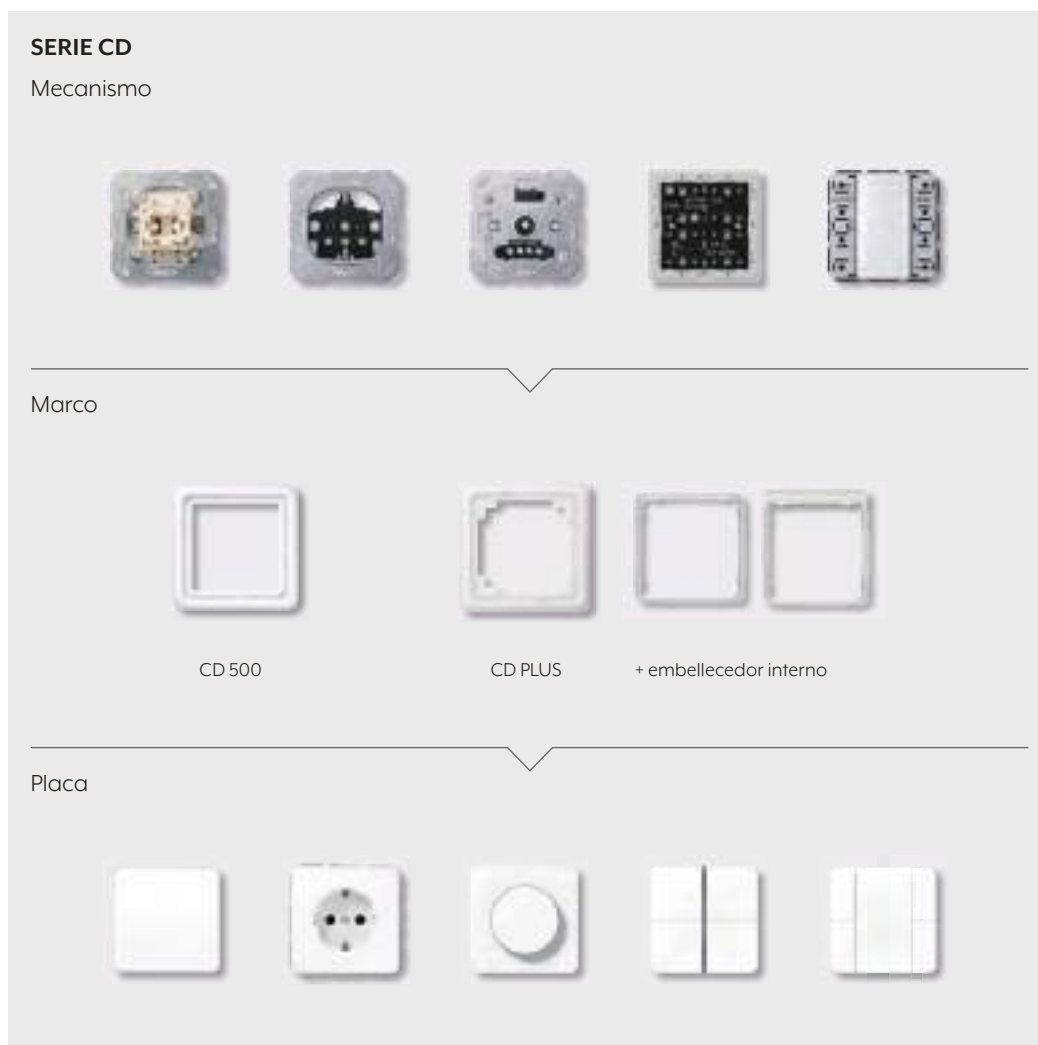 SERIE CD
Mecanismo
Marco
CD 500
CD PLUS
+ embellecedor interno
Placa